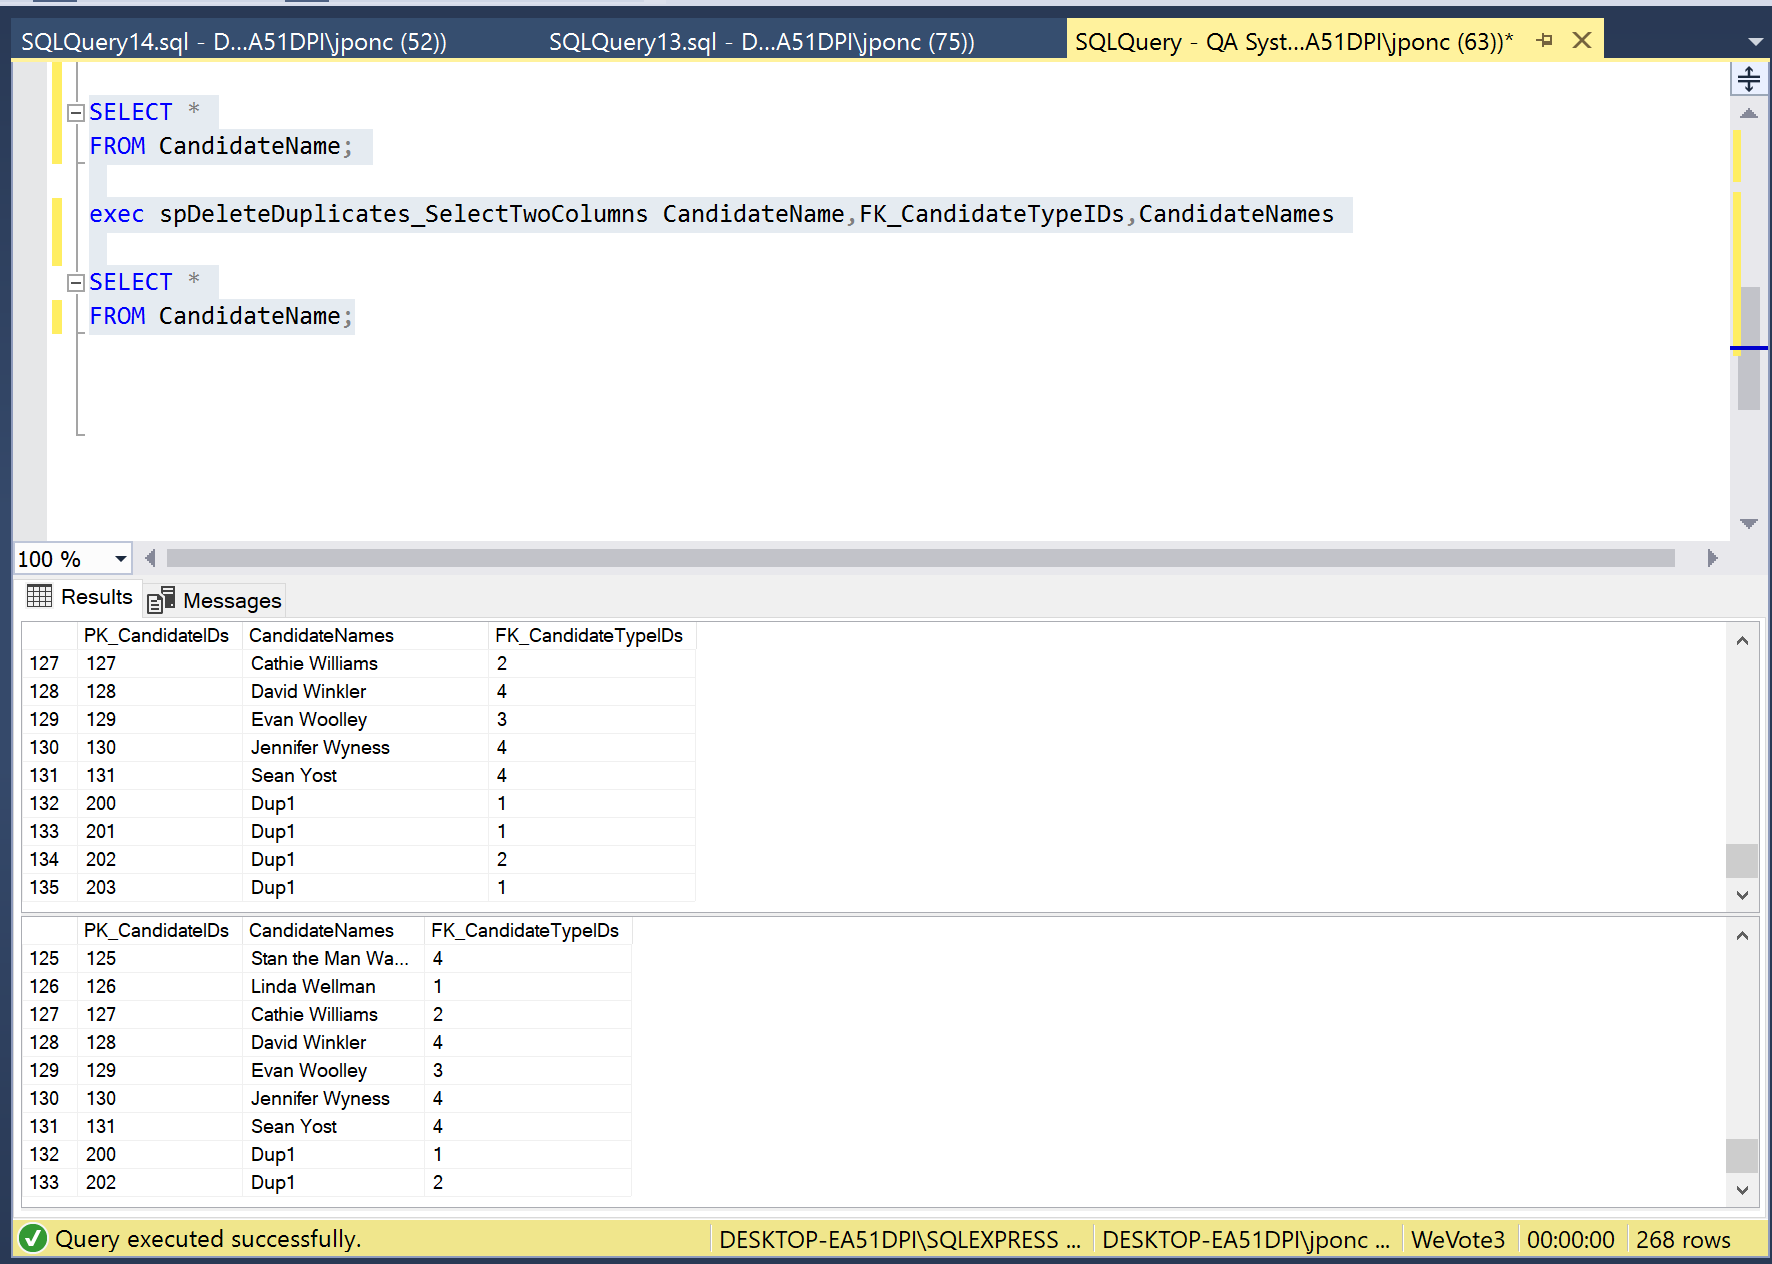 SQLQuery14.sql - D...A51DPI\jponc (52))   SQLQuery13.sql - D...A51DPI\jponc (75))   SQLQuery - QA Syst...A51DPI\jponc (63))*
SELECT *
FROM CandidateName;
exec spDeleteDuplicates_SelectTwoColumns CandidateName,FK_CandidateTypeIDs,CandidateNames
SELECT *
FROM CandidateName;
100 %
Results   Messages
PK_CandidateIDs   CandidateNames   FK_CandidateTypeIDs
127   127   Cathie Williams   2
128   128   David Winkler   4
129   129   Evan Woolley   3
130   130   Jennifer Wyness   4
131   131   Sean Yost   4
132   200   Dup1   1
133   201   Dup1   1
134   202   Dup1   2
135   203   Dup1   1
PK_CandidateIDs   CandidateNames   FK_CandidateTypeIDs
125   125   Stan the Man Wa...   4
126   126   Linda Wellman   1
127   127   Cathie Williams   2
128   128   David Winkler   4
129   129   Evan Woolley   3
130   130   Jennifer Wyness   4
131   131   Sean Yost   4
132   200   Dup1   1
133   202   Dup1   2
Query executed successfully.   DESKTOP-EA51DPI\SQLEXPRESS ...   DESKTOP-EA51DPI\jponc ...   WeVote3   00:00:00   268 rows